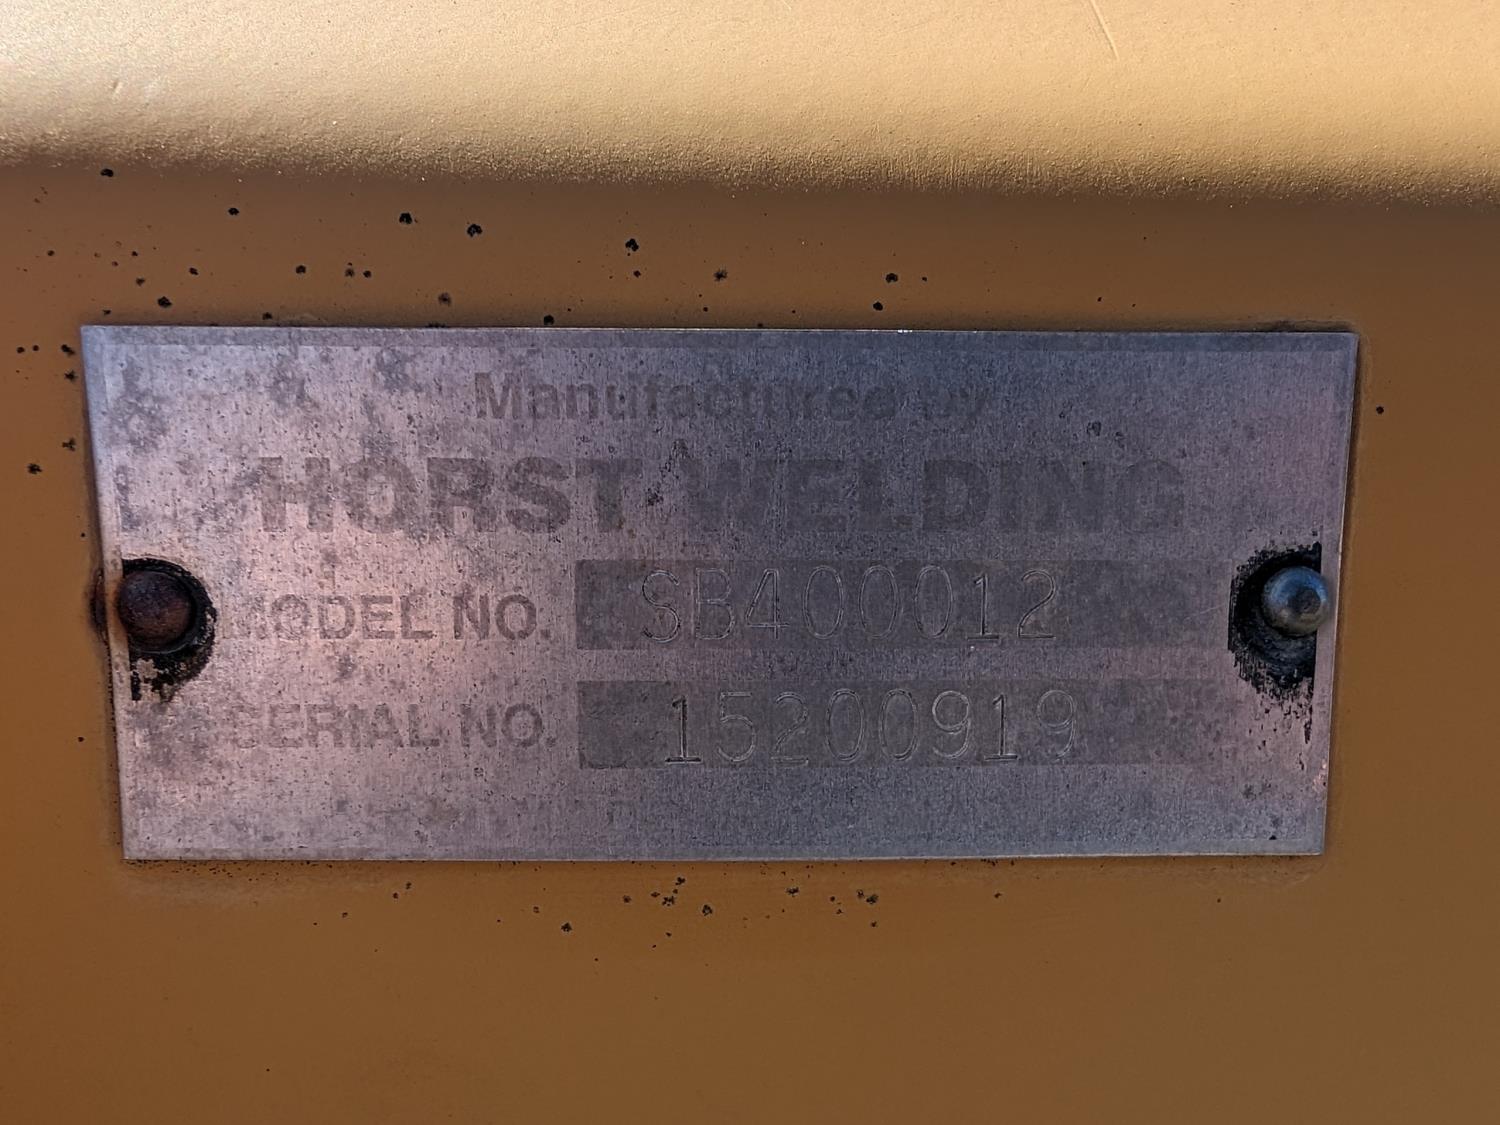 Manufactured by
HORST WELDING
MODEL NO. SB400012
SERIAL NO. 15200919